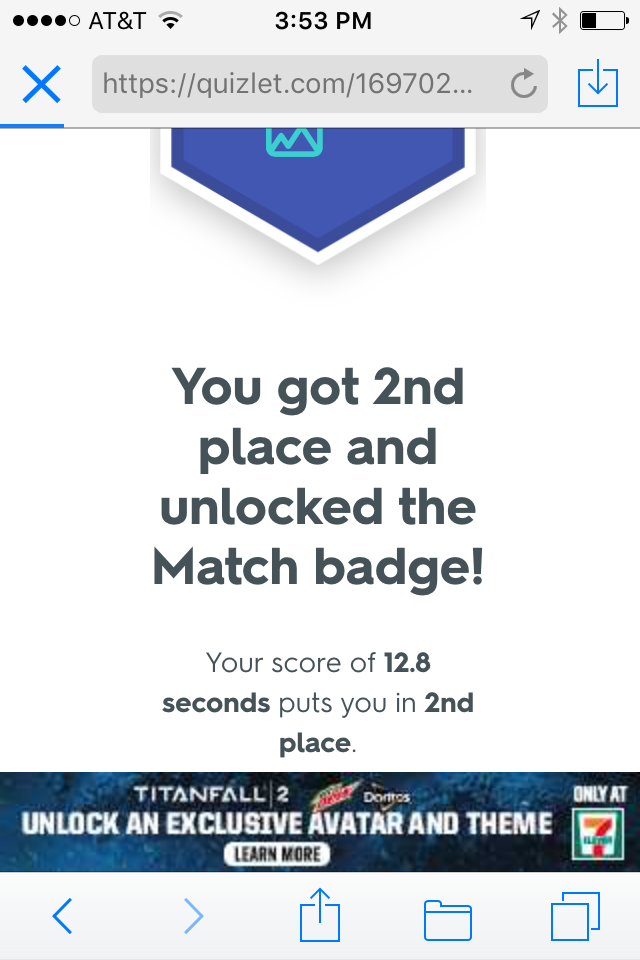 AT&T 3:53 PM
https://quizlet.com/169702...
You got 2nd
place and
unlocked the
Match badge!
Your score of 12.8
seconds puts you in 2nd
place.
TITANFALL|2 Doritos ONLY AT
UNLOCK AN EXCLUSIVE AVATAR AND THEME
7 ELEVEN
LEARN MORE